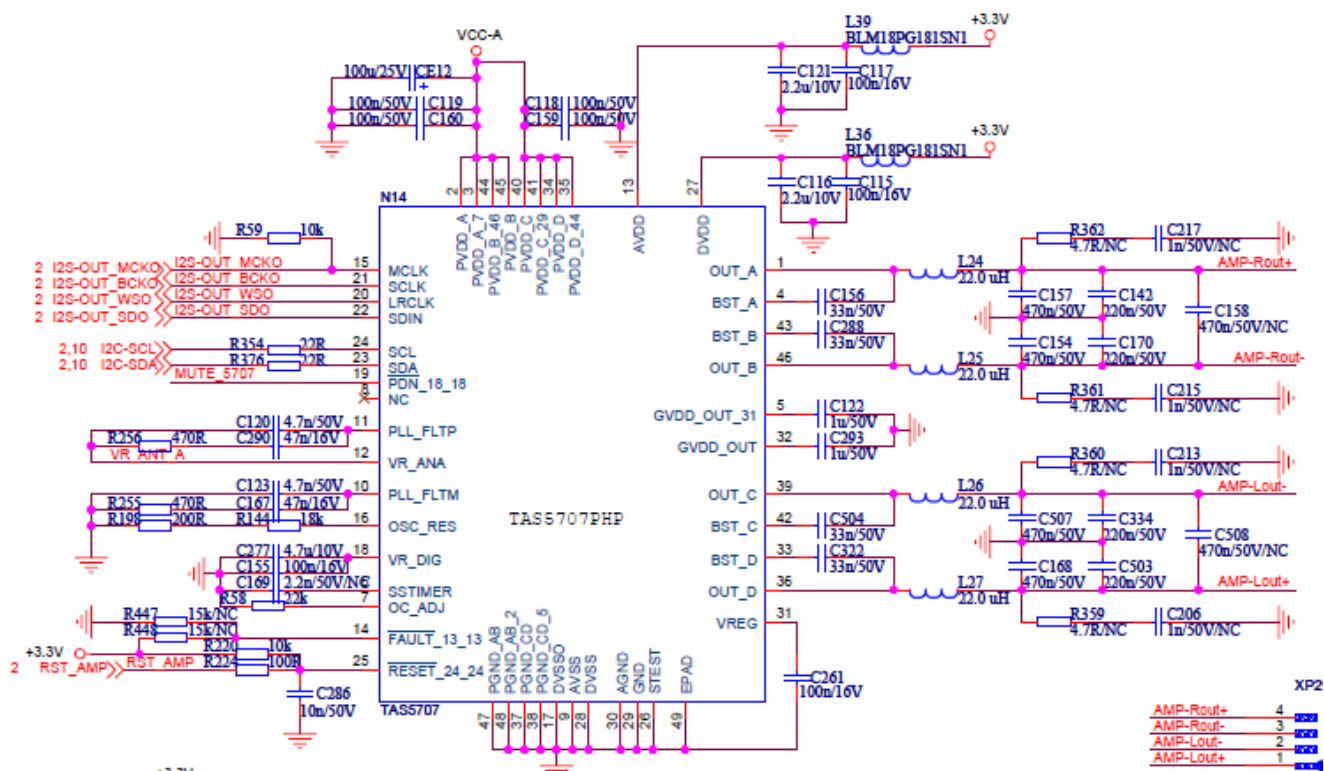 L39
BLM18PG181SN1
+3.3V
VCC-A
100u/25V CE12
C121
2.2u/10V
C117
100n/16V
100n/50V C119
100n/50V C160
C118 100n/50V
C159 100n/50V
L36
BLM18PG181SN1
+3.3V
C116
2.2u/10V
C115
100n/16V
2 3 44 45 40 41 34 35 13 27
N14
PVDD_A
PVDD_A_7
PVDD_B_46
PVDD_B
PVDD_C
PVDD_C_29
PVDD_D
PVDD_D_44
AVDD
DVDD
R59 10k
2 I2S-OUT_MCKO I2S-OUT_MCKO 15 MCLK
2 I2S-OUT_BCKO I2S-OUT_BCKO 21 SCLK
2 I2S-OUT_WSO I2S-OUT_WSO 20 LRCLK
2 I2S-OUT_SDO I2S-OUT_SDO 22 SDIN
2,10 I2C-SCL R354 22R 24 SCL
2,10 I2C-SDA R376 22R 23 SDA
MUTE_5707 19 PDN_18_18
8 NC
C120 4.7n/50V 11 PLL_FLTP
R256 470R C290 47n/16V
VR_ANT_A 12 VR_ANA
C123 4.7n/50V 10 PLL_FLTM
R255 470R C167 47n/16V
R198 200R R144 18k 16 OSC_RES
C277 4.7u/10V 18 VR_DIG
C155 100n/16V
C169 2.2n/50V/NC 6 SSTIMER
R58 22k 7 OC_ADJ
R447 15k/NC
R448 15k/NC 14 FAULT_13_13
+3.3V R220 10k
2 RST_AMP RST_AMP R224 100R 25 RESET_24_24
C286
10n/50V
TAS5707PHP
TAS5707
PGND_AB
PGND_AB_2
PGND_CD
PGND_CD_5
DVSSO
AVSS
DVSS
AGND
GND
STEST
EPAD
47 48 37 38 17 9 28 30 29 26 49
OUT_A 1 L24
22.0 uH
BST_A 4 C156
33n/50V
BST_B 43 C288
33n/50V
OUT_B 46 L25
22.0 uH
GVDD_OUT_31 5 C122
1u/50V
GVDD_OUT 32 C293
1u/50V
OUT_C 39 L26
22.0 uH
BST_C 42 C504
33n/50V
BST_D 33 C322
33n/50V
OUT_D 36 L27
22.0 uH
VREG 31
C261
100n/16V
R362
4.7R/NC
C217
1n/50V/NC
AMP-Rout+
C157
470n/50V
C142
220n/50V
C158
470n/50V/NC
C154
470n/50V
C170
220n/50V
AMP-Rout-
R361
4.7R/NC
C215
1n/50V/NC
R360
4.7R/NC
C213
1n/50V/NC
AMP-Lout-
C507
470n/50V
C334
220n/50V
C508
470n/50V/NC
C168
470n/50V
C503
220n/50V
AMP-Lout+
R359
4.7R/NC
C206
1n/50V/NC
AMP-Rout+ 4
AMP-Rout- 3
AMP-Lout- 2
AMP-Lout+ 1